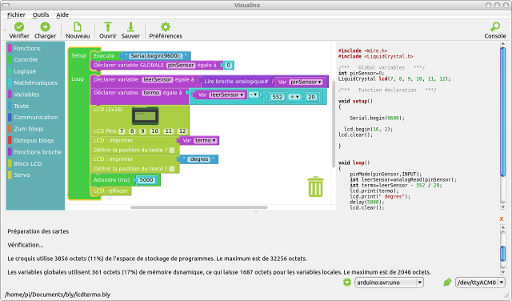 Visualino
Fichier Outils Aide
Vérifier Charger Nouveau Ouvrir Sauver Préférences Console
Fonctions
Contrôle
Logique
Mathématiques
Variables
Texte
Communication
Zum blogs
Octopus blogs
Fonctions broche
Blocs LCD
Servo
Setup Exécute Serial.begin(9600);
Déclarer variable GLOBALE pinSensor égale à 0
Loop Déclarer variable leerSensor égale à Lire broche analogique# Var pinSensor
Déclarer variable termo égale à Var leerSensor - 552 ÷ 20
LCD (2x16)
LCD Pins 7 8 9 10 11 12
LCD : imprimer Var termo
Définir la position du texte ?
LCD : imprimer " degres "
Définir la position du texte ?
Attendre (ms) 5000
LCD : effacer
#include <Wire.h>
#include <LiquidCrystal.h>
/*** Global variables ***/
int pinSensor=0;
LiquidCrystal lcd(7, 8, 9, 10, 11, 12);
/*** Function declaration ***/
void setup()
{
Serial.begin(9600);
lcd.begin(16, 2);
lcd.clear();
}
void loop()
{
pinMode(pinSensor,INPUT);
int leerSensor=analogRead(pinSensor);
int termo=leerSensor - 552 / 20;
lcd.print(termo);
lcd.print(" degres");
delay(5000);
lcd.clear();
Préparation des cartes
Vérification...
Le croquis utilise 3856 octets (11%) de l'espace de stockage de programmes. Le maximum est de 32256 octets.
Les variables globales utilisent 361 octets (17%) de mémoire dynamique, ce qui laisse 1687 octets pour les variables locales. Le maximum est de 2048 octets.
arduino:avr:uno /dev/ttyACM0
/home/pi/Documents/bly/lcdtermo.bly